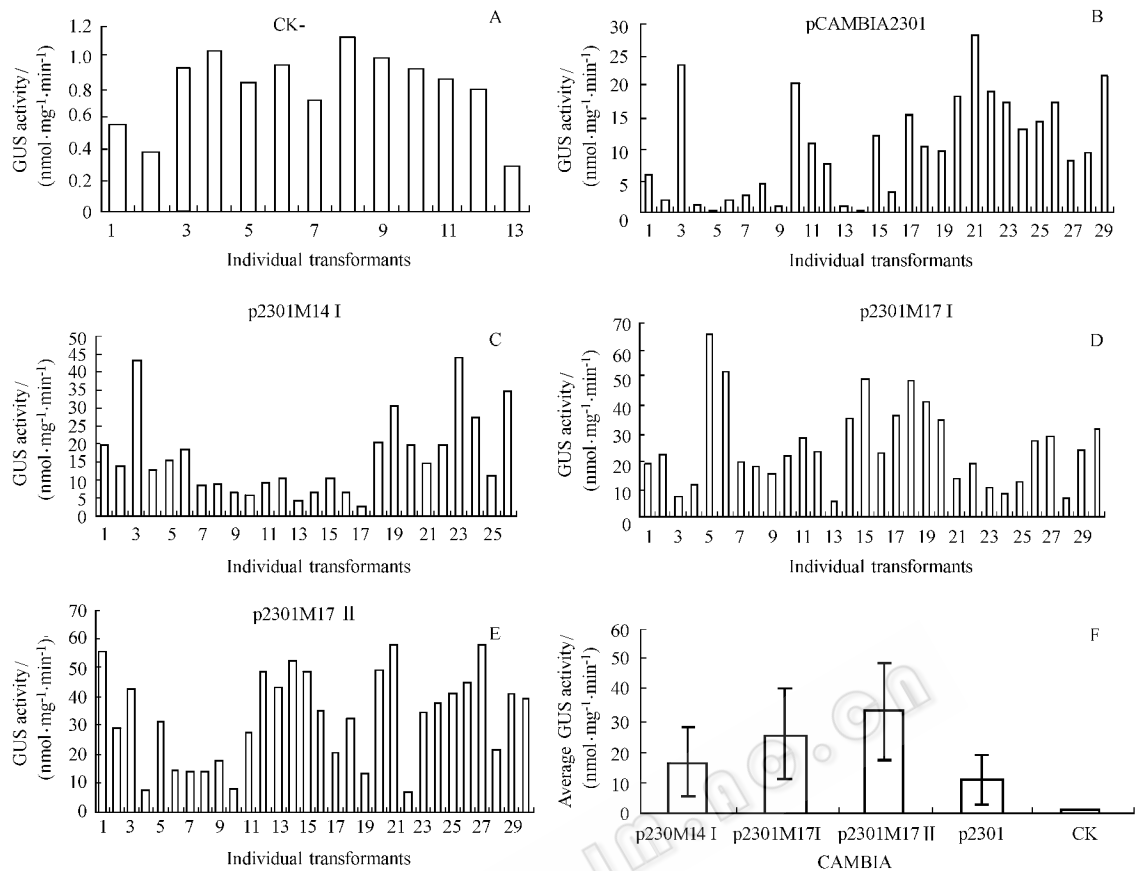 CK-
A
GUS activity/
(nmol·mg⁻¹·min⁻¹)
1.2
1.0
0.8
0.6
0.4
0.2
0
1 3 5 7 9 11 13
Individual transformants
pCAMBIA2301
B
GUS activity/
(nmol·mg⁻¹·min⁻¹)
30
25
20
15
10
5
0
1 3 5 7 9 11 13 15 17 19 21 23 25 27 29
Individual transformants
p2301M14 I
C
GUS activity/
(nmol·mg⁻¹·min⁻¹)
50
45
40
35
30
25
20
15
10
5
0
1 3 5 7 9 11 13 15 17 19 21 23 25
Individual transformants
p2301M17 I
D
GUS activity/
(nmol·mg⁻¹·min⁻¹)
70
60
50
40
30
20
10
0
1 3 5 7 9 11 13 15 17 19 21 23 25 27 29
Individual transformants
p2301M17 II
E
GUS activity/
(nmol·mg⁻¹·min⁻¹)
70
60
50
40
30
20
10
0
1 3 5 7 9 11 13 15 17 19 21 23 25 27 29
Individual transformants
F
Average GUS activity/
(nmol·mg⁻¹·min⁻¹)
60
50
40
30
20
10
0
p230M14 I p2301M17I p2301M17 II p2301 CK
CAMBIA